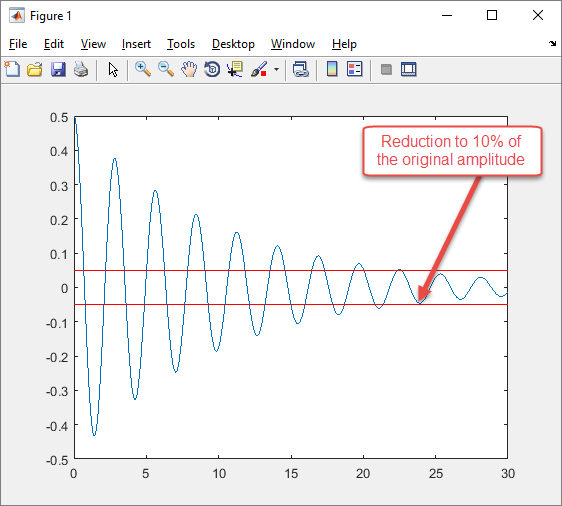 Figure 1
File Edit View Insert Tools Desktop Window Help
Reduction to 10% of
the original amplitude
0.5
0.4
0.3
0.2
0.1
0
-0.1
-0.2
-0.3
-0.4
-0.5
0 5 10 15 20 25 30